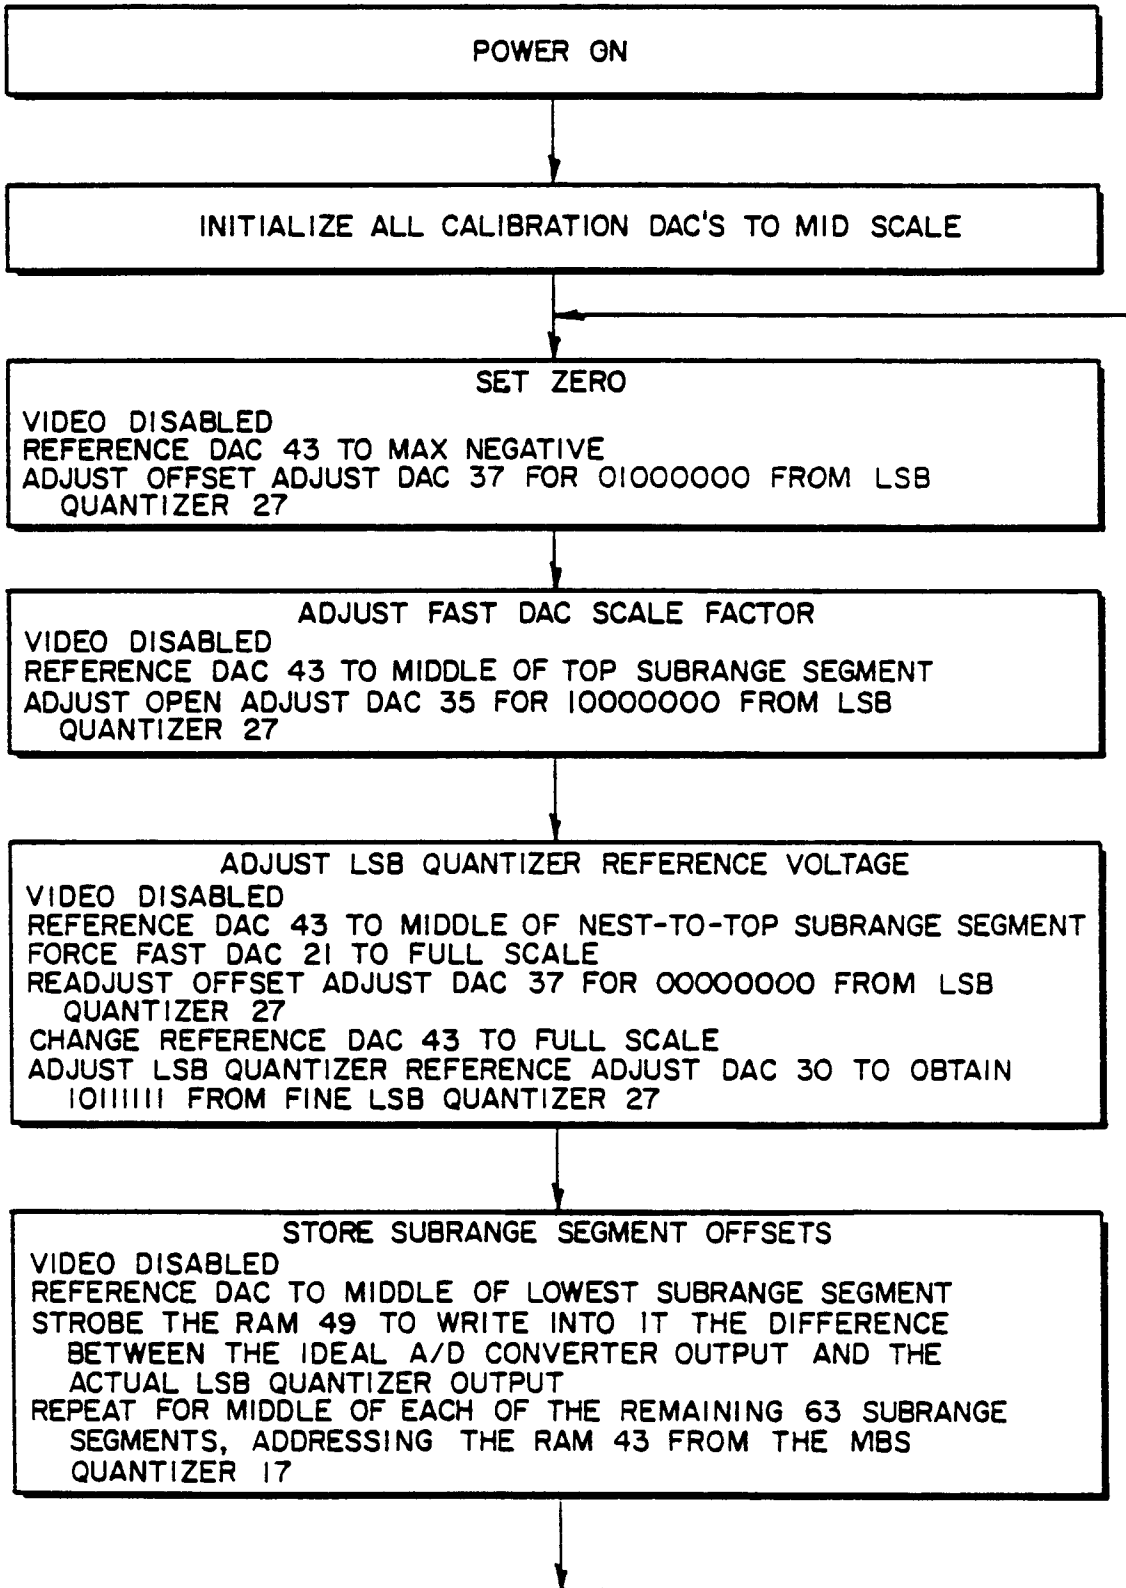 POWER ON
INITIALIZE ALL CALIBRATION DAC'S TO MID SCALE
SET ZERO
VIDEO DISABLED
REFERENCE DAC 43 TO MAX NEGATIVE
ADJUST OFFSET ADJUST DAC 37 FOR 01000000 FROM LSB
QUANTIZER 27
ADJUST FAST DAC SCALE FACTOR
VIDEO DISABLED
REFERENCE DAC 43 TO MIDDLE OF TOP SUBRANGE SEGMENT
ADJUST OPEN ADJUST DAC 35 FOR 10000000 FROM LSB
QUANTIZER 27
ADJUST LSB QUANTIZER REFERENCE VOLTAGE
VIDEO DISABLED
REFERENCE DAC 43 TO MIDDLE OF NEST-TO-TOP SUBRANGE SEGMENT
FORCE FAST DAC 21 TO FULL SCALE
READJUST OFFSET ADJUST DAC 37 FOR 00000000 FROM LSB
QUANTIZER 27
CHANGE REFERENCE DAC 43 TO FULL SCALE
ADJUST LSB QUANTIZER REFERENCE ADJUST DAC 30 TO OBTAIN
10111111 FROM FINE LSB QUANTIZER 27
STORE SUBRANGE SEGMENT OFFSETS
VIDEO DISABLED
REFERENCE DAC TO MIDDLE OF LOWEST SUBRANGE SEGMENT
STROBE THE RAM 49 TO WRITE INTO IT THE DIFFERENCE
BETWEEN THE IDEAL A/D CONVERTER OUTPUT AND THE
ACTUAL LSB QUANTIZER OUTPUT
REPEAT FOR MIDDLE OF EACH OF THE REMAINING 63 SUBRANGE
SEGMENTS, ADDRESSING THE RAM 43 FROM THE MBS
QUANTIZER 17